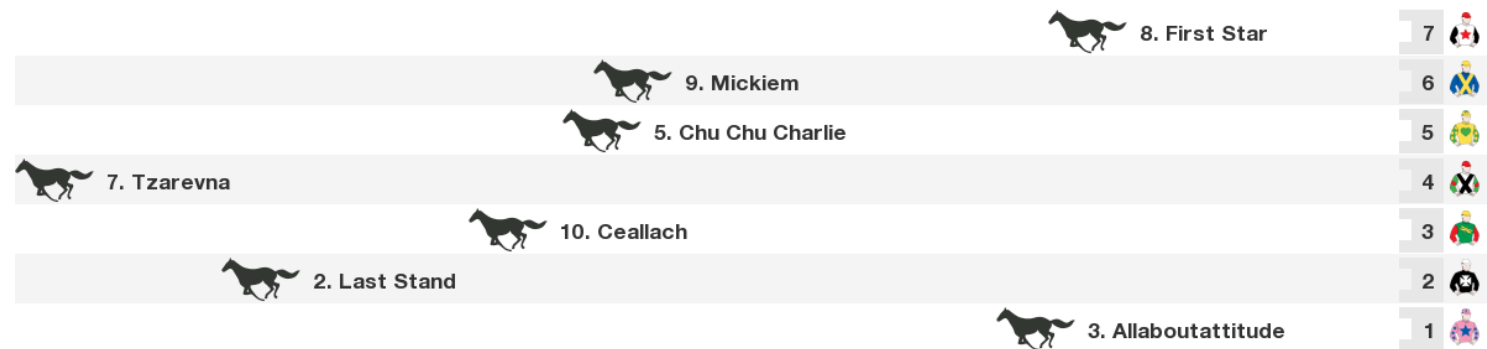 8. First Star 7
9. Mickiem 6
5. Chu Chu Charlie 5
7. Tzarevna 4
10. Ceallach 3
2. Last Stand 2
3. Allaboutattitude 1